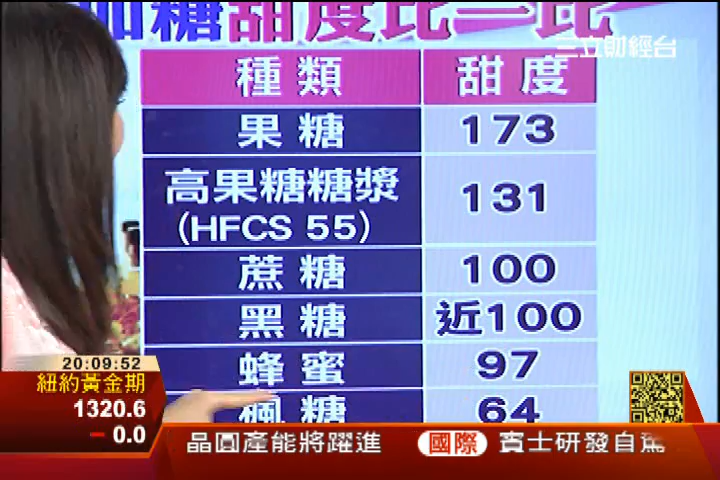 加糖甜度比一比
三立財經台
種類 甜度
果糖 173
高果糖糖漿 131
(HFCS 55)
蔗糖 100
黑糖 近100
蜂蜜 97
楓糖 64
20:09:52
紐約黃金期
1320.6
0.0
晶圓產能將躍進 國際 賓士研發自駕